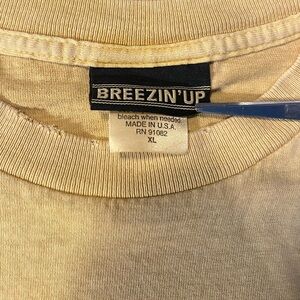 BREEZIN'UP
bleach when needed
MADE IN U.S.A.
RN 91082
XL